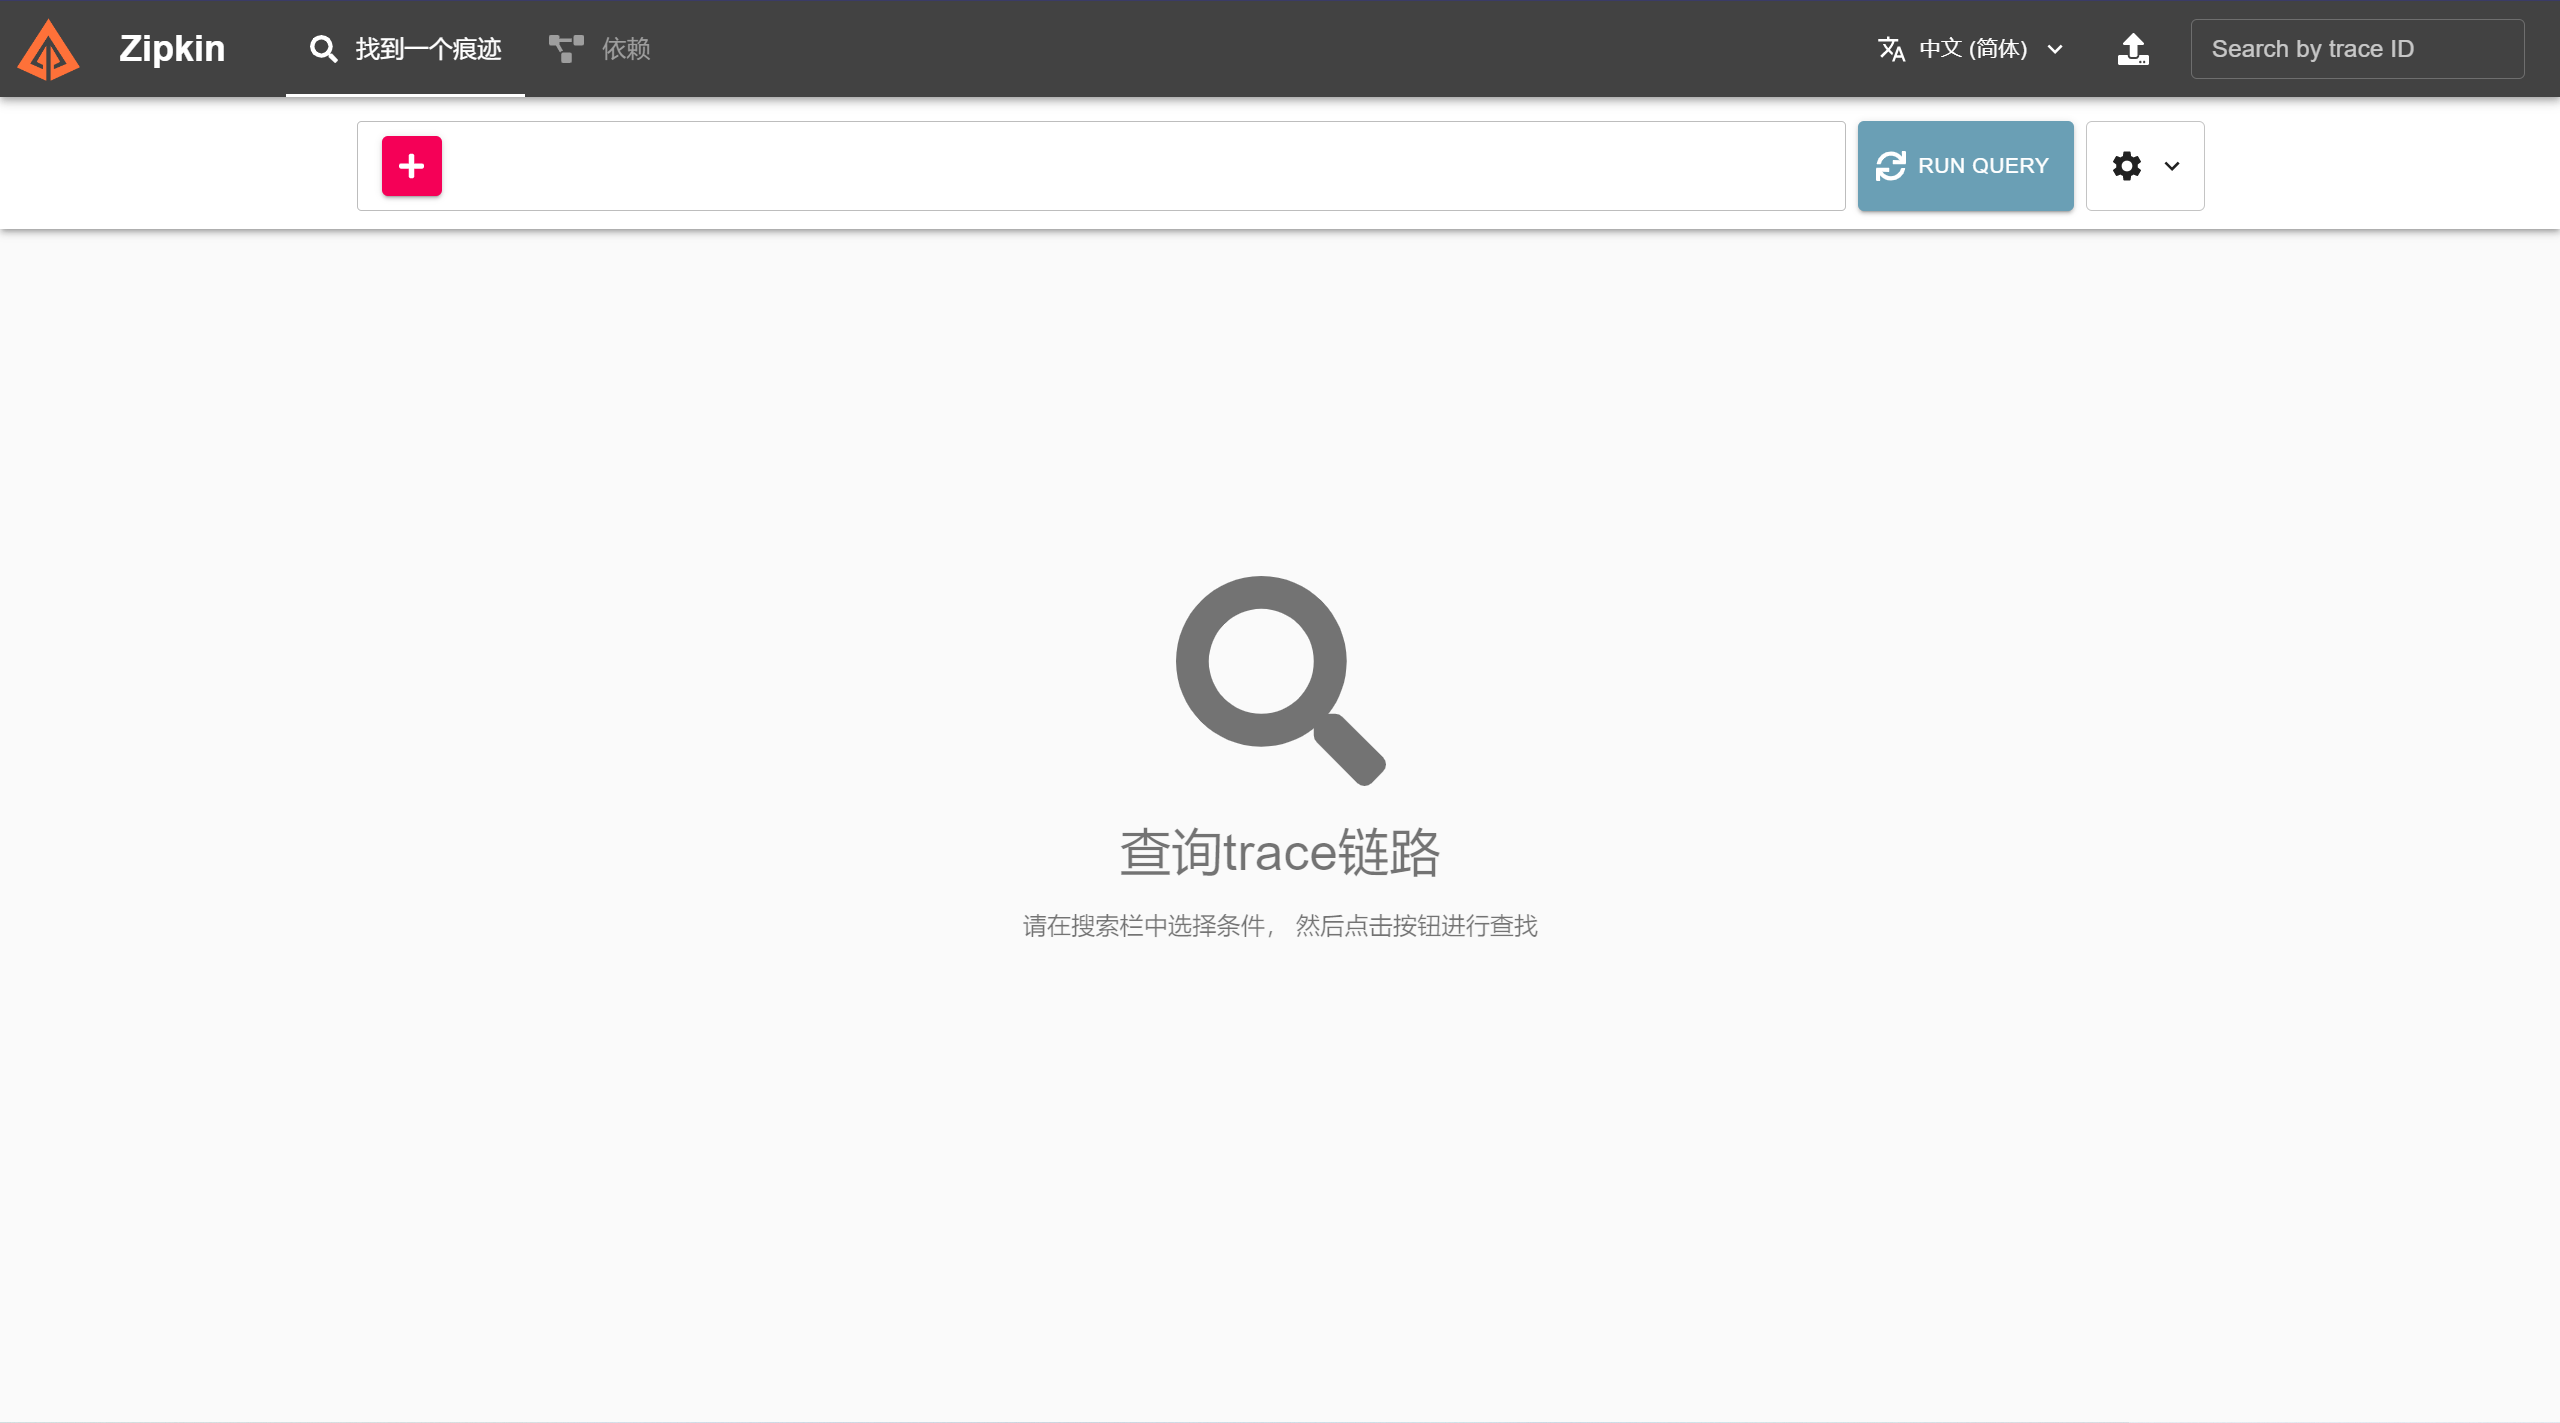 Zipkin
找到一个痕迹
依赖
中文 (简体)
Search by trace ID
RUN QUERY
查询trace链路
请在搜索栏中选择条件， 然后点击按钮进行查找